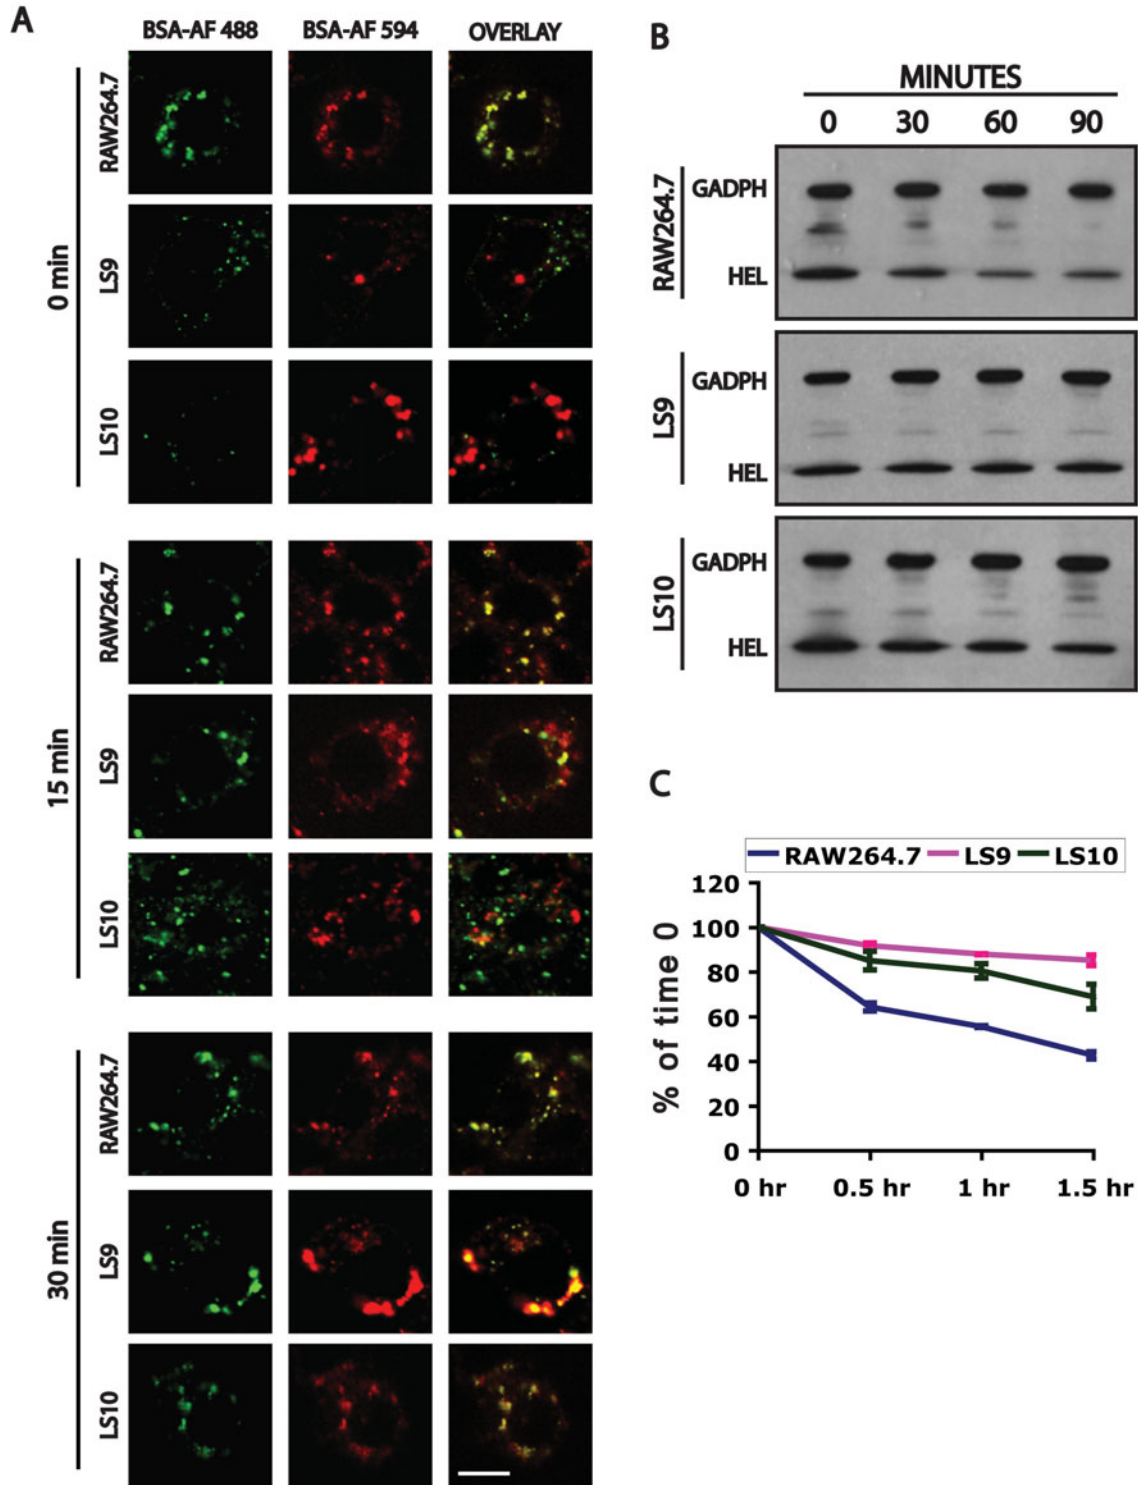 A
BSA-AF 488 BSA-AF 594 OVERLAY
0 min
RAW264.7
LS9
LS10
15 min
RAW264.7
LS9
LS10
30 min
RAW264.7
LS9
LS10
B
MINUTES
0 30 60 90
RAW264.7
GADPH
HEL
LS9
GADPH
HEL
LS10
GADPH
HEL
C
RAW264.7 LS9 LS10
% of time 0
120
100
80
60
40
20
0
0 hr 0.5 hr 1 hr 1.5 hr